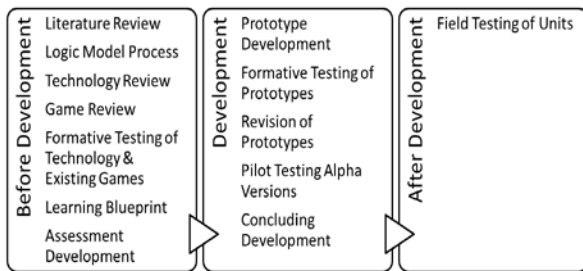 Before Development
Literature Review
Logic Model Process
Technology Review
Game Review
Formative Testing of
Technology &
Existing Games
Learning Blueprint
Assessment
Development
Development
Prototype
Development
Formative Testing of
Prototypes
Revision of
Prototypes
Pilot Testing Alpha
Versions
Concluding
Development
After Development
Field Testing of Units